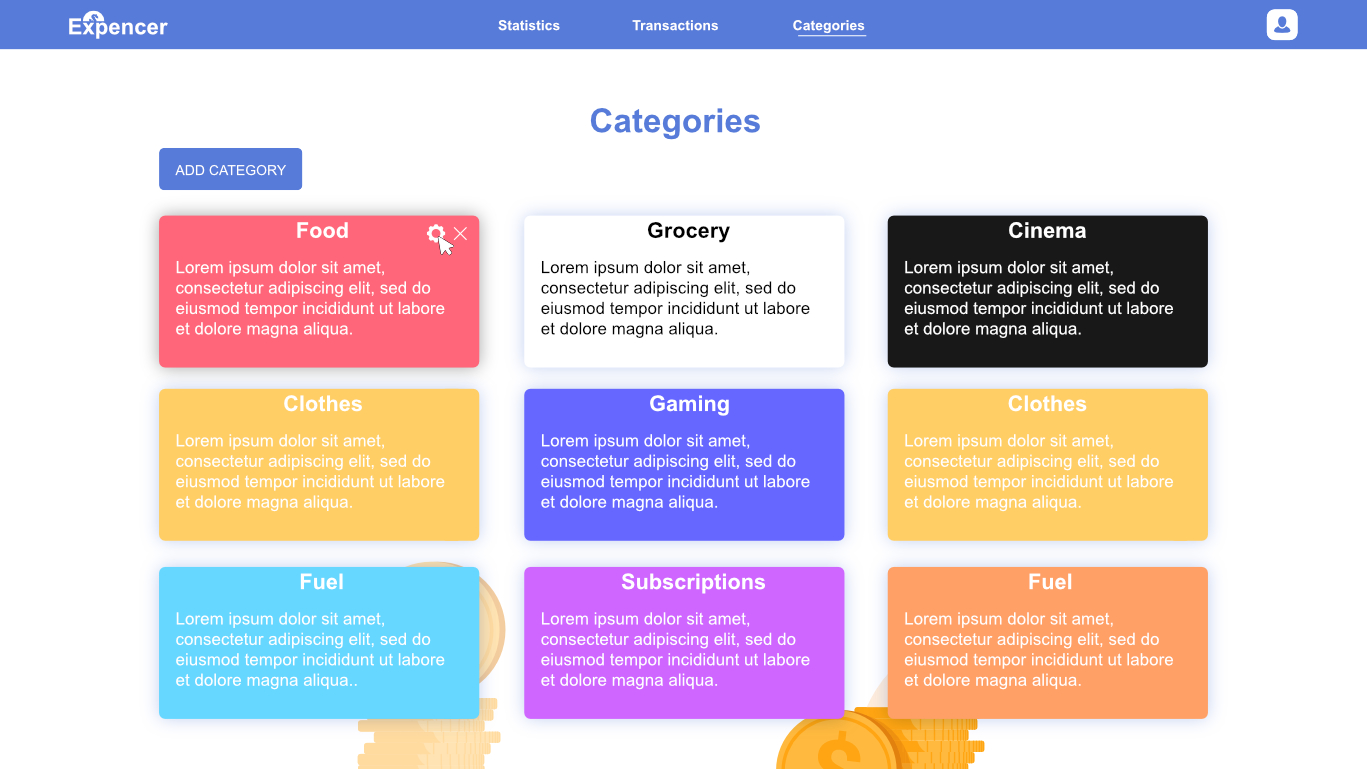 Expencer
Statistics
Transactions
Categories
Categories
ADD CATEGORY
Food
Lorem ipsum dolor sit amet,
consectetur adipiscing elit, sed do
eiusmod tempor incididunt ut labore
et dolore magna aliqua.
Grocery
Lorem ipsum dolor sit amet,
consectetur adipiscing elit, sed do
eiusmod tempor incididunt ut labore
et dolore magna aliqua.
Cinema
Lorem ipsum dolor sit amet,
consectetur adipiscing elit, sed do
eiusmod tempor incididunt ut labore
et dolore magna aliqua.
Clothes
Lorem ipsum dolor sit amet,
consectetur adipiscing elit, sed do
eiusmod tempor incididunt ut labore
et dolore magna aliqua.
Gaming
Lorem ipsum dolor sit amet,
consectetur adipiscing elit, sed do
eiusmod tempor incididunt ut labore
et dolore magna aliqua.
Clothes
Lorem ipsum dolor sit amet,
consectetur adipiscing elit, sed do
eiusmod tempor incididunt ut labore
et dolore magna aliqua.
Fuel
Lorem ipsum dolor sit amet,
consectetur adipiscing elit, sed do
eiusmod tempor incididunt ut labore
et dolore magna aliqua..
Subscriptions
Lorem ipsum dolor sit amet,
consectetur adipiscing elit, sed do
eiusmod tempor incididunt ut labore
et dolore magna aliqua.
Fuel
Lorem ipsum dolor sit amet,
consectetur adipiscing elit, sed do
eiusmod tempor incididunt ut labore
et dolore magna aliqua.
$